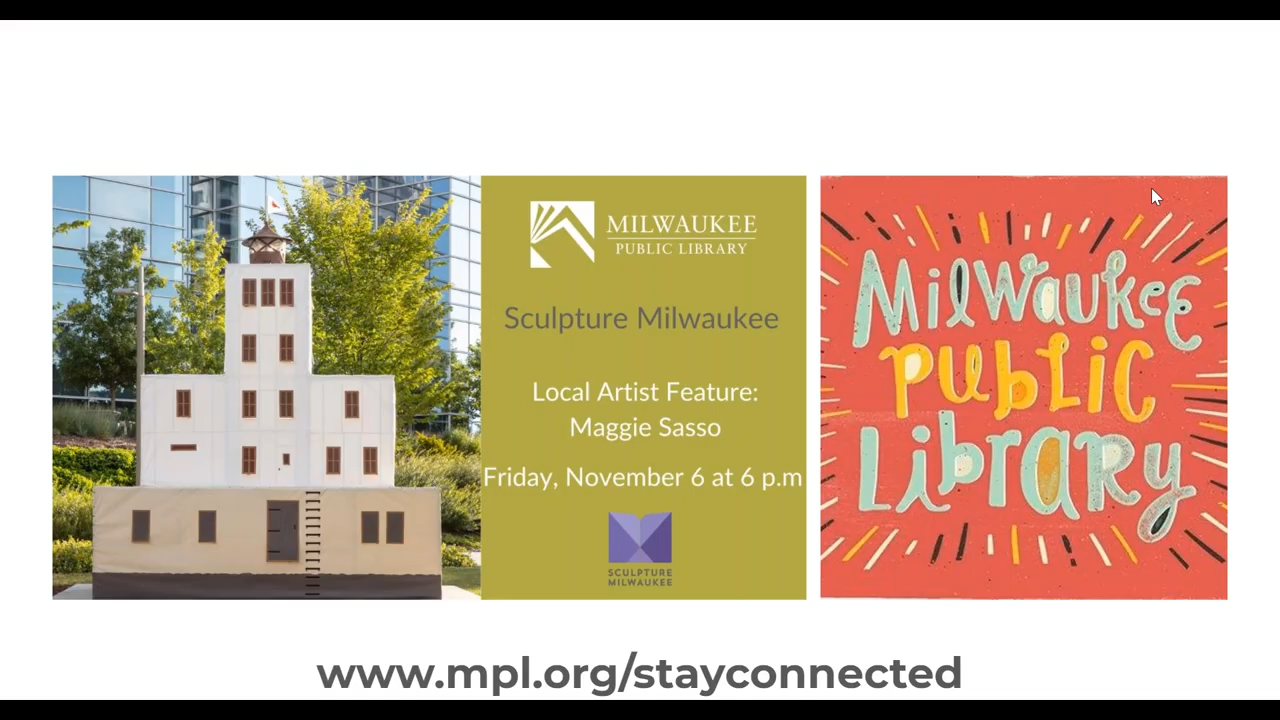 MILWAUKEE
PUBLIC LIBRARY
Sculpture Milwaukee
Local Artist Feature:
Maggie Sasso
Friday, November 6 at 6 p.m
SCULPTURE
MILWAUKEE
Milwaukee
Public
Library
www.mpl.org/stayconnected